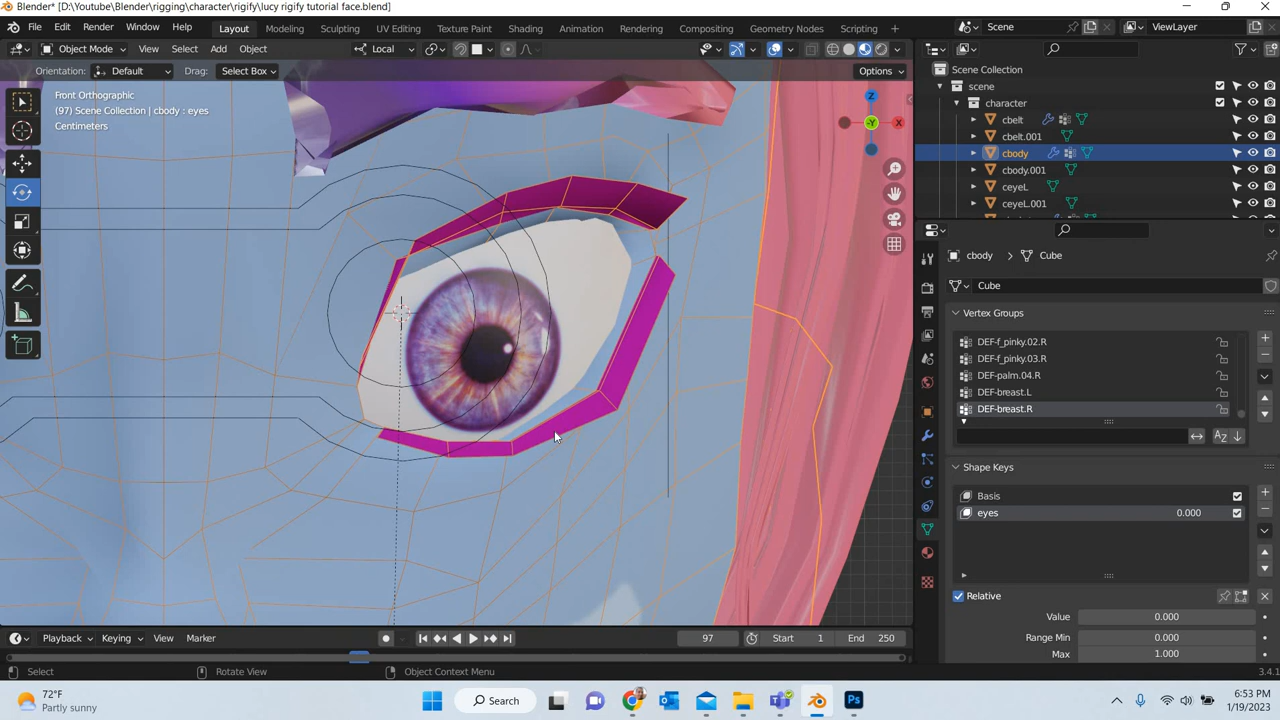 Blender* [D:\Youtube\Blender\rigging\character\rigify\lucy rigify tutorial face.blend]
File Edit Render Window Help Layout Modeling Sculpting UV Editing Texture Paint Shading Animation Rendering Compositing Geometry Nodes Scripting Scene ViewLayer
Object Mode View Select Add Object Local
Orientation: Default Drag: Select Box Options
Front Orthographic
(97) Scene Collection | cbody : eyes
Centimeters
Z
X
-Y
Scene Collection
scene
character
cbelt
cbelt.001
cbody
cbody.001
ceyeL
ceyeL.001
cbody > Cube
Cube
Vertex Groups
DEF-f_pinky.02.R
DEF-f_pinky.03.R
DEF-palm.04.R
DEF-breast.L
DEF-breast.R
Shape Keys
Basis
eyes 0.000
Relative
Value 0.000
Range Min 0.000
Max 1.000
Playback Keying View Marker 97 Start 1 End 250
Select Rotate View Object Context Menu 3.4.1
72°F
Partly sunny
Search
6:53 PM
1/19/2023